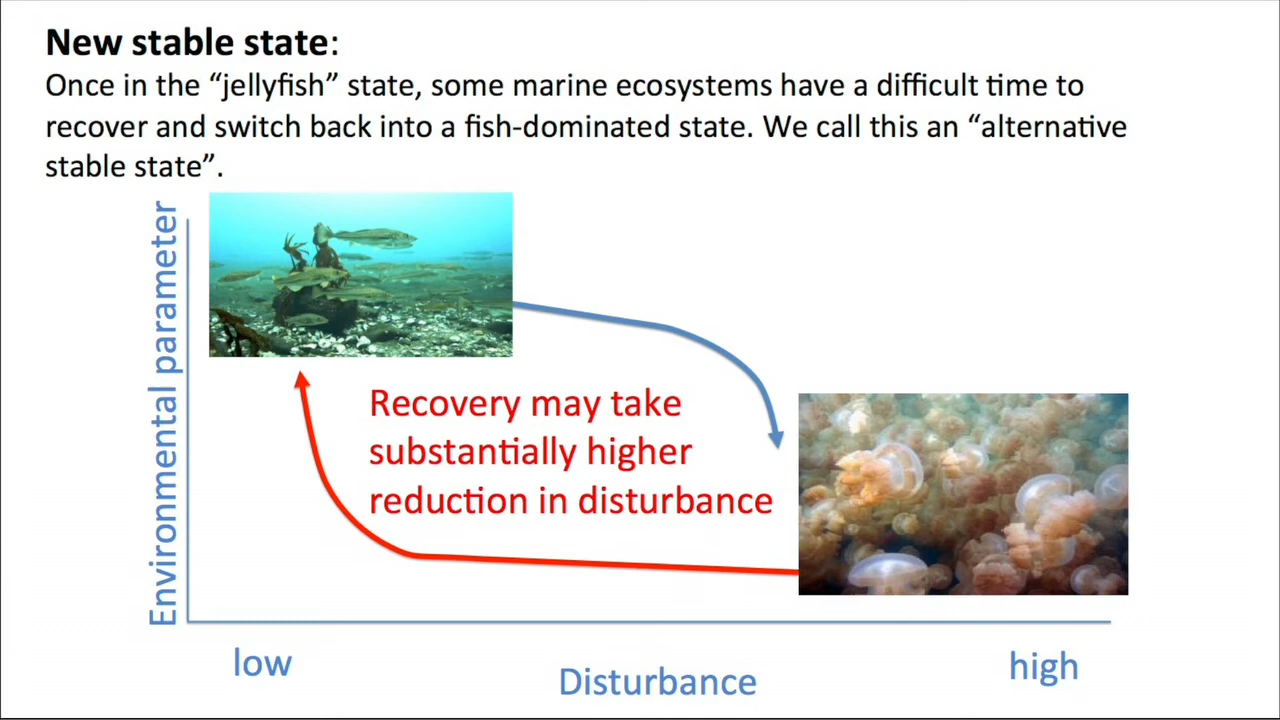 New stable state:
Once in the “jellyfish” state, some marine ecosystems have a difficult time to
recover and switch back into a fish-dominated state. We call this an “alternative
stable state”.
Environmental parameter
Recovery may take
substantially higher
reduction in disturbance
low
Disturbance
high